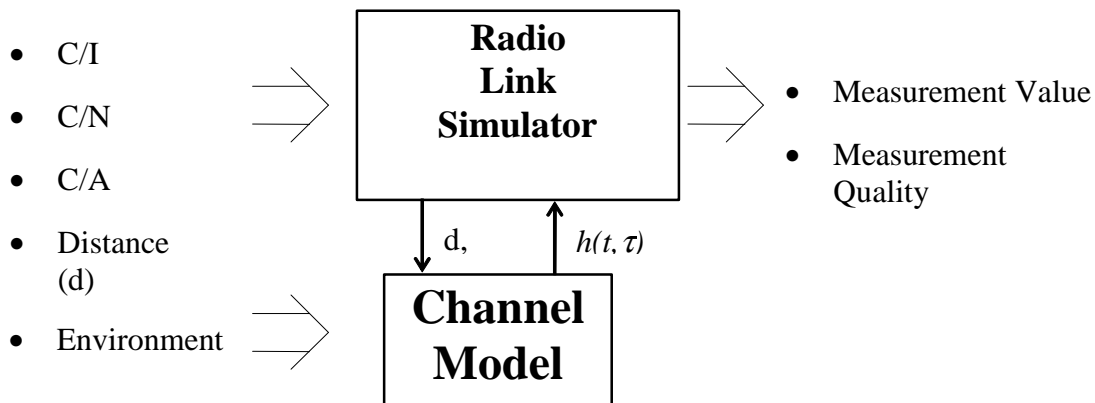 • C/I
• C/N
• C/A
• Distance
(d)
• Environment
Radio
Link
Simulator
d,
h(t, τ)
Channel
Model
• Measurement Value
• Measurement
Quality